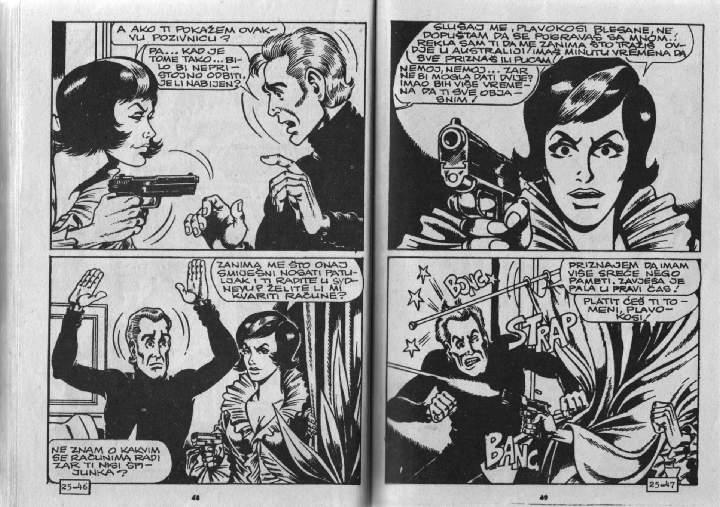 A AKO TI POKAŽEM OVAK-
VU POZIVNICU?
PA... KAD JE
TOME TAKO... BI-
LO BI NEPRI-
STOJNO ODBITI.
JE LI NABIJEN?
ZANIMA ME ŠTO ONAJ
SMIJEŠNI NOSATI PATU-
LJAK I TI RADITE U SYD-
NEYU? ŽELITE LI MI
KVARITI RAČUNE?
NE ZNAM O KAKVIM
SE RAČUNIMA RADI
ZAR TI NISI ŠPI-
JUNKA?
25-46
48
SLUŠAJ ME, PLAVOKOSI BLESANE, NE
DOPUŠTAM DA SE POIGRAVAŠ SA MNOM!
REKLA SAM TI DA ME ZANIMA ŠTO TRAŽIŠ OV-
DJE U AUSTRALIJI! IMAŠ MINUTU VREMENA DA
SVE PRIZNAŠ ILI PUCAM!
NEMOJ, NEMOJ... ZAR
NE BI MOGLA DATI DVIJE?
IMAO BIH VIŠE VREME-
NA DA TI SVE OBJA-
SNIM!
BONG
STRAP
BANG
PRIZNAJEM DA IMAM
VIŠE SREĆE NEGO
PAMETI. ZAVJESA JE
PALA U PRAVI ČAS!
PLATIT ĆEŠ TI TO
MENI, PLAVO-
KOSI!
25-47
49